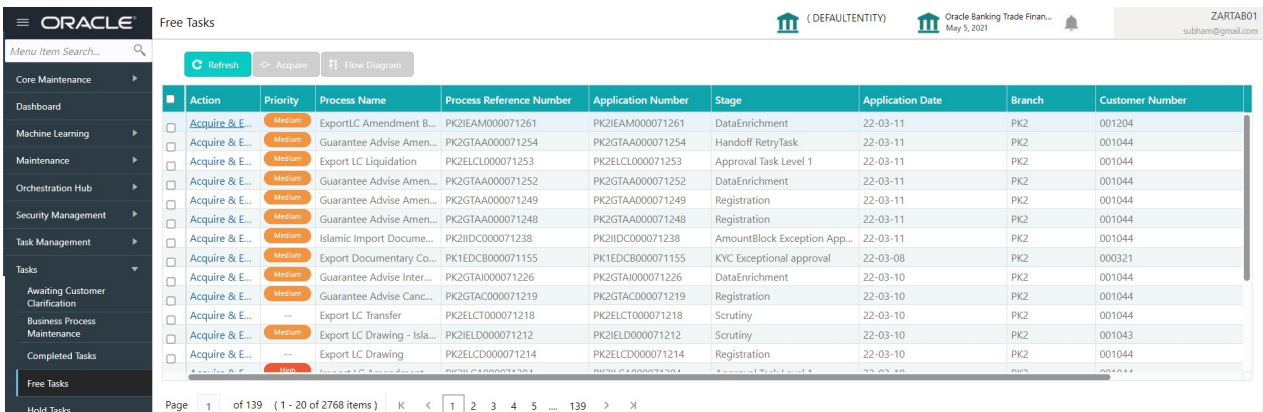 ORACLE
Free Tasks
( DEFAULTENTITY)
Oracle Banking Trade Finan...
May 5, 2021
ZARTAB01
subham@gmail.com
Menu Item Search...
Core Maintenance
Dashboard
Machine Learning
Maintenance
Orchestration Hub
Security Management
Task Management
Tasks
Awaiting Customer
Clarification
Business Process
Maintenance
Completed Tasks
Free Tasks
Hold Tasks
Refresh Acquire Flow Diagram
Action Priority Process Name Process Reference Number Application Number Stage Application Date Branch Customer Number
Acquire & E... Medium ExportLC Amendment B... PK2IEAM000071261 PK2IEAM000071261 DataEnrichment 22-03-11 PK2 001204
Acquire & E... Medium Guarantee Advise Amen... PK2GTAA000071254 PK2GTAA000071254 Handoff RetryTask 22-03-11 PK2 001044
Acquire & E... Medium Export LC Liquidation PK2ELCL000071253 PK2ELCL000071253 Approval Task Level 1 22-03-11 PK2 001044
Acquire & E... Medium Guarantee Advise Amen... PK2GTAA000071252 PK2GTAA000071252 DataEnrichment 22-03-11 PK2 001044
Acquire & E... Medium Guarantee Advise Amen... PK2GTAA000071249 PK2GTAA000071249 Registration 22-03-11 PK2 001044
Acquire & E... Medium Guarantee Advise Amen... PK2GTAA000071248 PK2GTAA000071248 Registration 22-03-11 PK2 001044
Acquire & E... Medium Islamic Import Docume... PK2IIDC000071238 PK2IIDC000071238 AmountBlock Exception App... 22-03-11 PK2 001044
Acquire & E... Medium Export Documentary Co... PK1EDCB000071155 PK1EDCB000071155 KYC Exceptional approval 22-03-08 PK2 000321
Acquire & E... Medium Guarantee Advise Inter... PK2GTAI000071226 PK2GTAI000071226 DataEnrichment 22-03-10 PK2 001044
Acquire & E... Medium Guarantee Advise Canc... PK2GTAC000071219 PK2GTAC000071219 Registration 22-03-10 PK2 001044
Acquire & E... -- Export LC Transfer PK2ELCT000071218 PK2ELCT000071218 Scrutiny 22-03-10 PK2 001044
Acquire & E... Medium Export LC Drawing - Isla... PK2IELD000071212 PK2IELD000071212 Scrutiny 22-03-10 PK2 001043
Acquire & E... -- Export LC Drawing PK2ELCD000071214 PK2ELCD000071214 Registration 22-03-10 PK2 001044
High
Page 1 of 139 ( 1 - 20 of 2768 items ) 1 2 3 4 5 .... 139